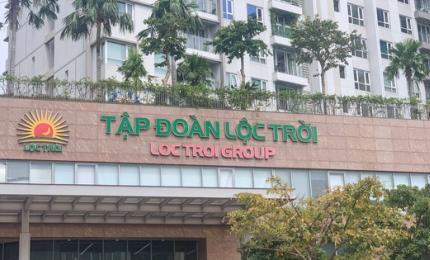 TẬP ĐOÀN LỘC TRỜI
LOC TROI GROUP
LỘC TRỜI